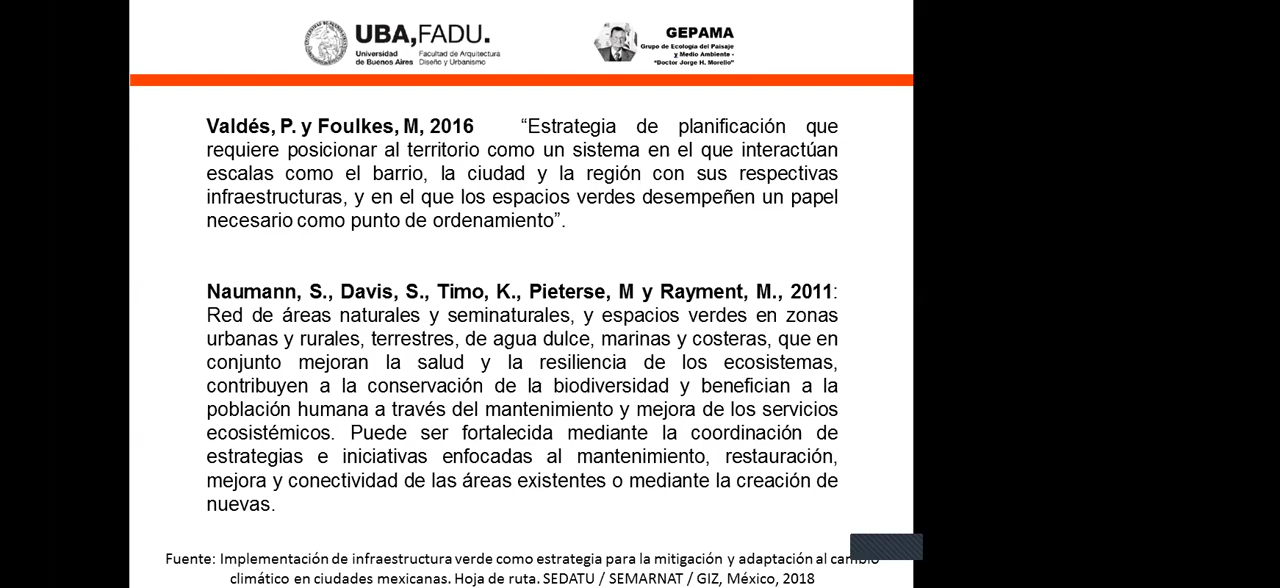 UBA,FADU.
Universidad de Buenos Aires
Facultad de Arquitectura Diseño y Urbanismo
GEPAMA
Grupo de Ecología del Paisaje
y Medio Ambiente -
"Doctor Jorge H. Morello"
Valdés, P. y Foulkes, M, 2016 “Estrategia de planificación que
requiere posicionar al territorio como un sistema en el que interactúan
escalas como el barrio, la ciudad y la región con sus respectivas
infraestructuras, y en el que los espacios verdes desempeñen un papel
necesario como punto de ordenamiento”.
Naumann, S., Davis, S., Timo, K., Pieterse, M y Rayment, M., 2011:
Red de áreas naturales y seminaturales, y espacios verdes en zonas
urbanas y rurales, terrestres, de agua dulce, marinas y costeras, que en
conjunto mejoran la salud y la resiliencia de los ecosistemas,
contribuyen a la conservación de la biodiversidad y benefician a la
población humana a través del mantenimiento y mejora de los servicios
ecosistémicos. Puede ser fortalecida mediante la coordinación de
estrategias e iniciativas enfocadas al mantenimiento, restauración,
mejora y conectividad de las áreas existentes o mediante la creación de
nuevas.
Fuente: Implementación de infraestructura verde como estrategia para la mitigación y adaptación al cambio
climático en ciudades mexicanas. Hoja de ruta. SEDATU / SEMARNAT / GIZ, México, 2018